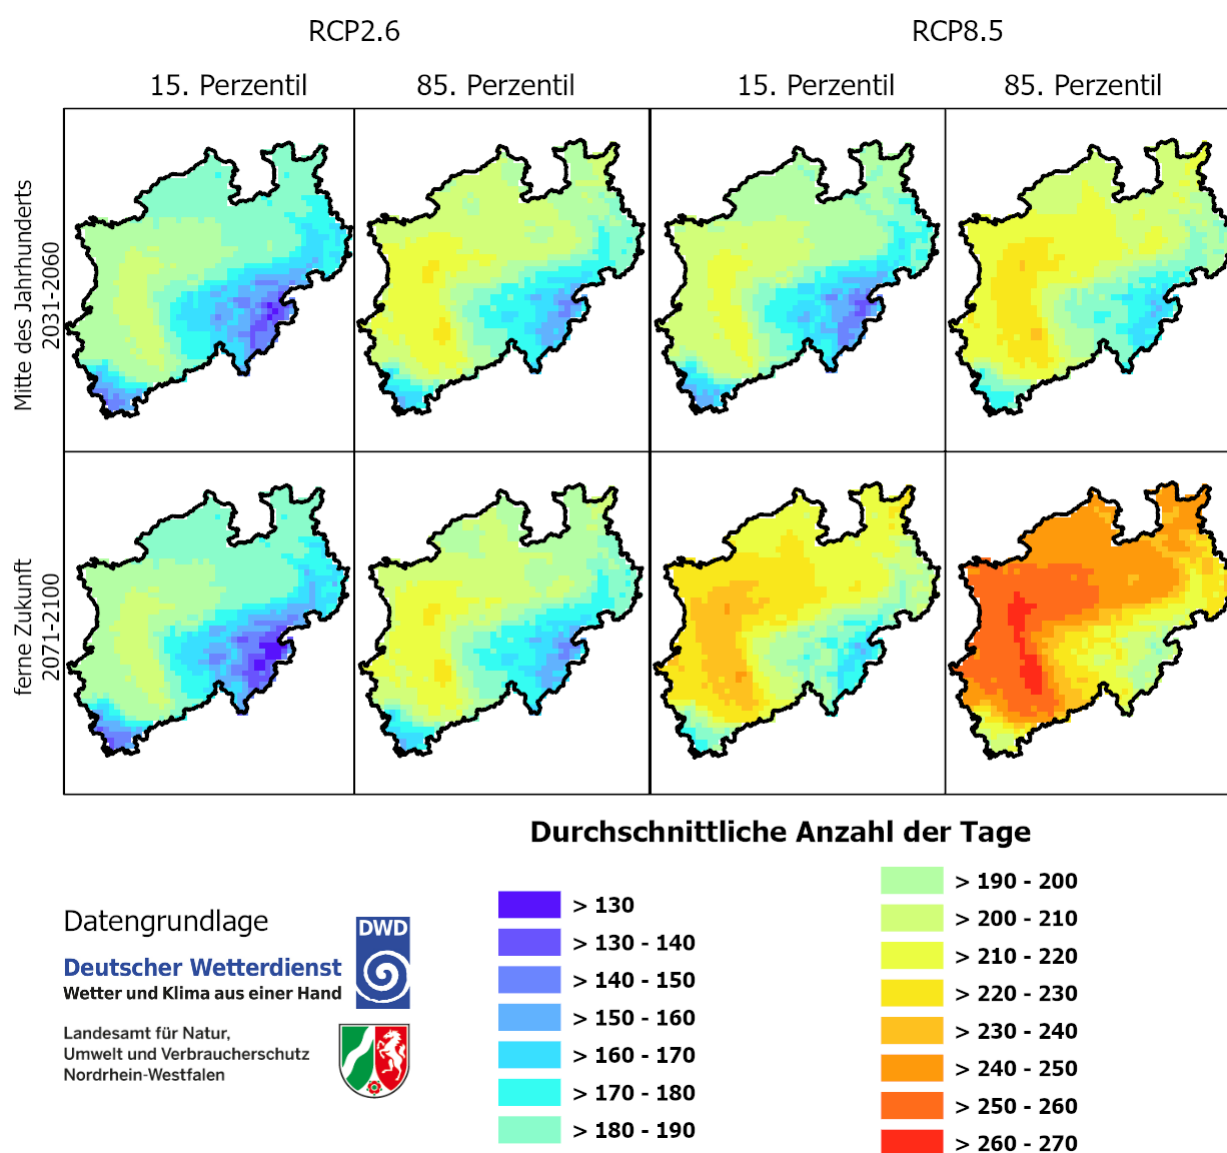 RCP2.6
RCP8.5
15. Perzentil
85. Perzentil
15. Perzentil
85. Perzentil
Mitte des Jahrhunderts
2031-2060
ferne Zukunft
2071-2100
Durchschnittliche Anzahl der Tage
Datengrundlage
Deutscher Wetterdienst
Wetter und Klima aus einer Hand
DWD
Landesamt für Natur,
Umwelt und Verbraucherschutz
Nordrhein-Westfalen
> 130
> 130 - 140
> 140 - 150
> 150 - 160
> 160 - 170
> 170 - 180
> 180 - 190
> 190 - 200
> 200 - 210
> 210 - 220
> 220 - 230
> 230 - 240
> 240 - 250
> 250 - 260
> 260 - 270